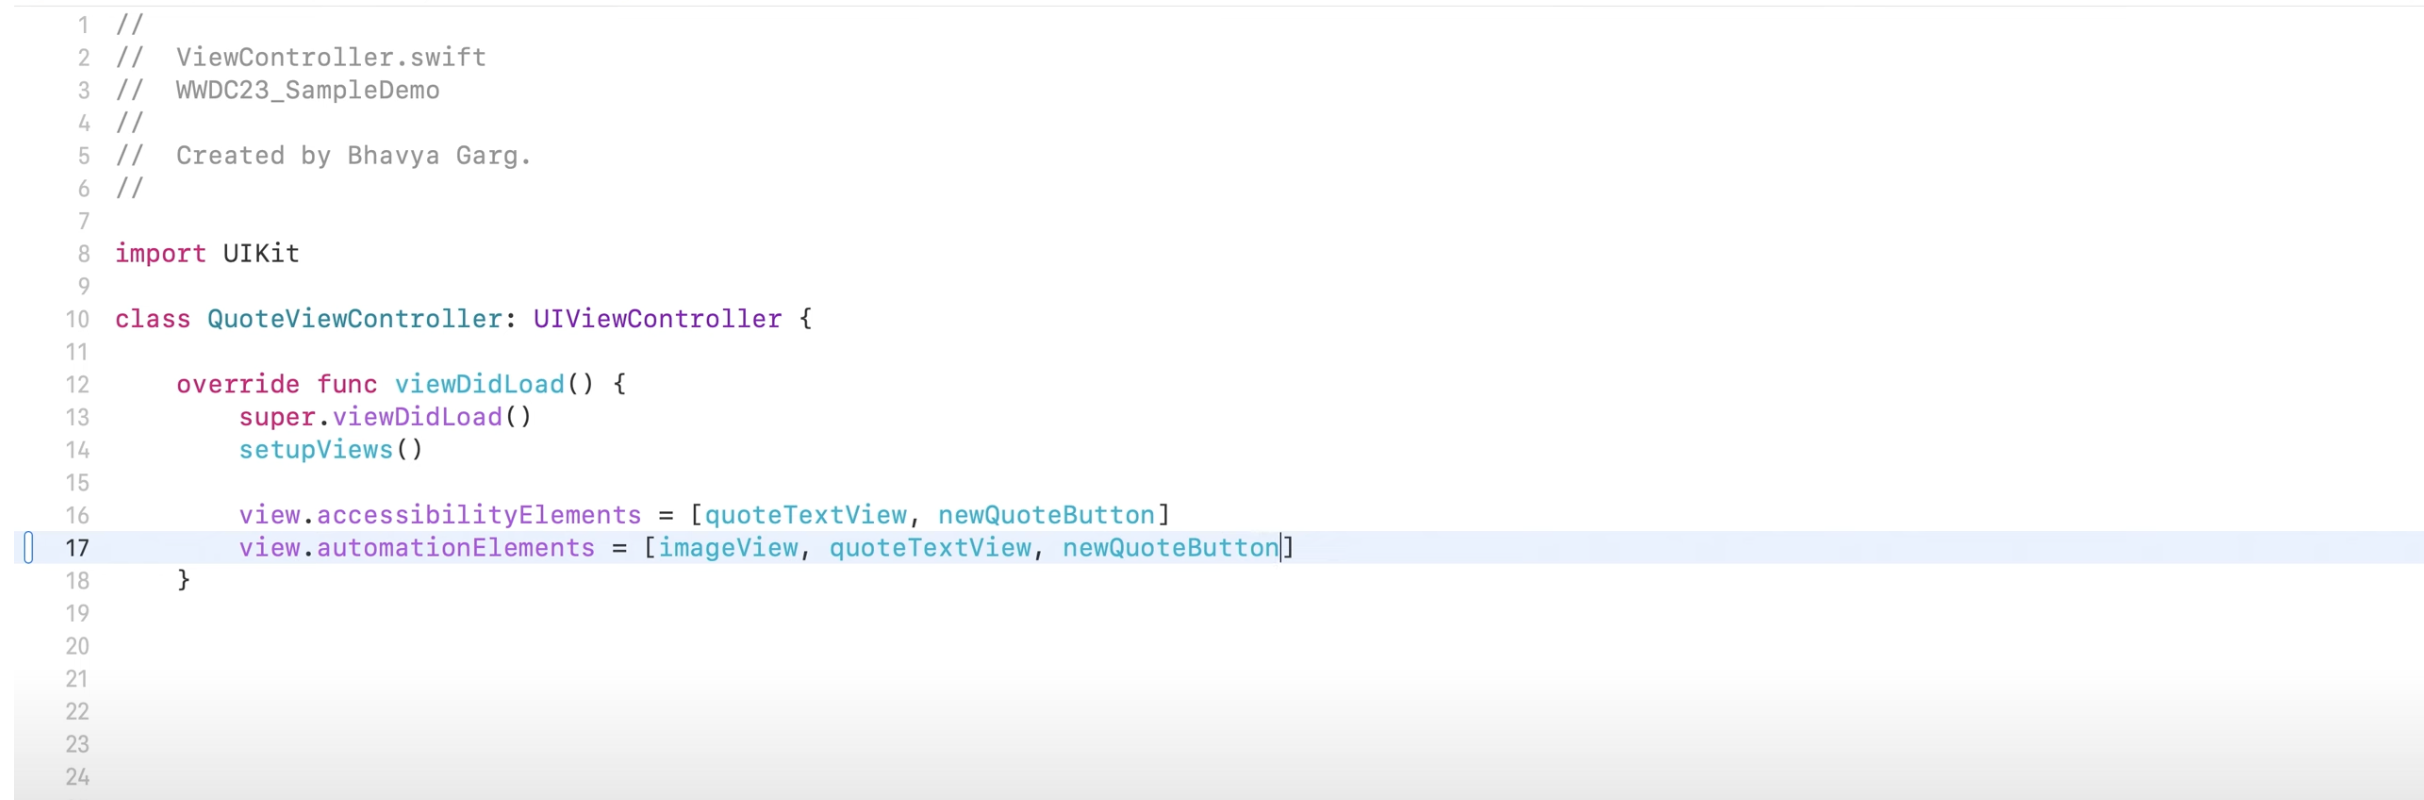 1 //
2 //  ViewController.swift
3 //  WWDC23_SampleDemo
4 //
5 //  Created by Bhavya Garg.
6 //
7
8 import UIKit
9
10 class QuoteViewController: UIViewController {
11
12     override func viewDidLoad() {
13         super.viewDidLoad()
14         setupViews()
15
16         view.accessibilityElements = [quoteTextView, newQuoteButton]
17         view.automationElements = [imageView, quoteTextView, newQuoteButton]
18     }
19
20
21
22
23
24